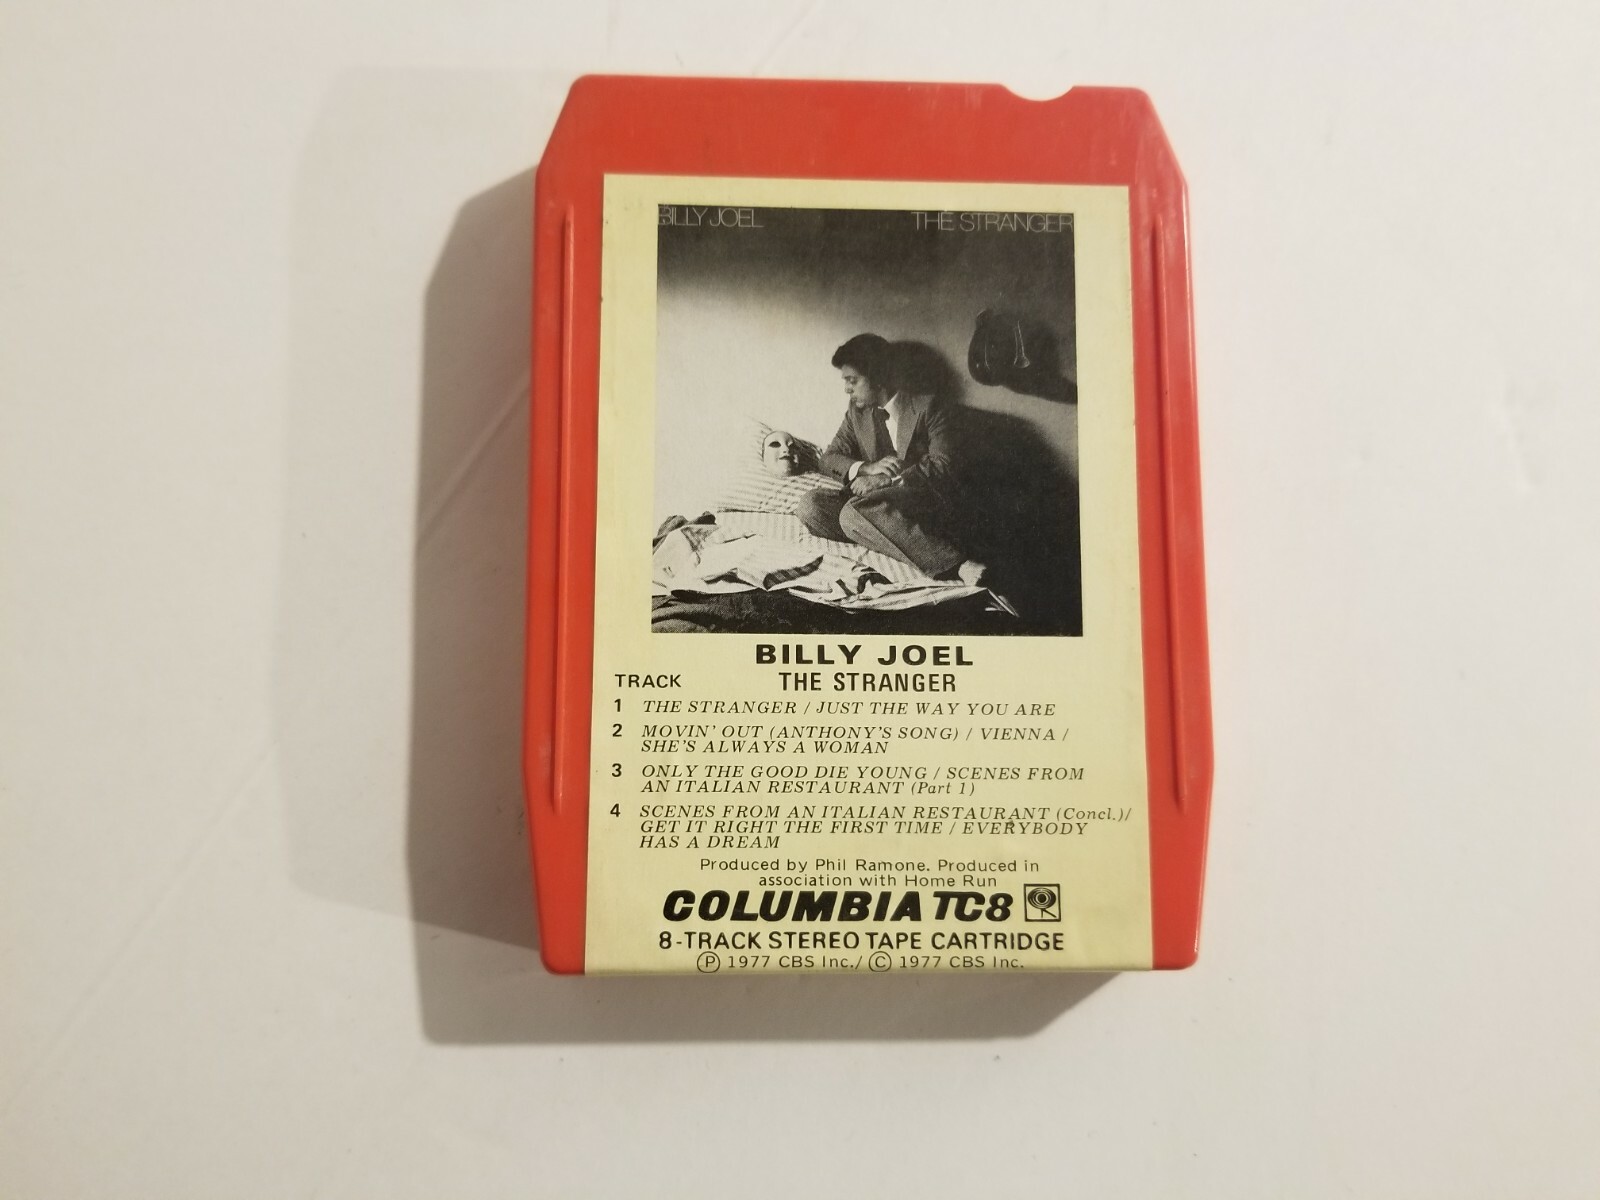 BILLY JOEL THE STRANGER
BILLY JOEL
THE STRANGER
TRACK
1 THE STRANGER / JUST THE WAY YOU ARE
2 MOVIN' OUT (ANTHONY'S SONG) / VIENNA /
SHE'S ALWAYS A WOMAN
3 ONLY THE GOOD DIE YOUNG / SCENES FROM
AN ITALIAN RESTAURANT (Part 1)
4 SCENES FROM AN ITALIAN RESTAURANT (Concl.)/
GET IT RIGHT THE FIRST TIME / EVERYBODY
HAS A DREAM
Produced by Phil Ramone. Produced in
association with Home Run
COLUMBIA TC8
8-TRACK STEREO TAPE CARTRIDGE
Ⓟ 1977 CBS Inc./ © 1977 CBS Inc.